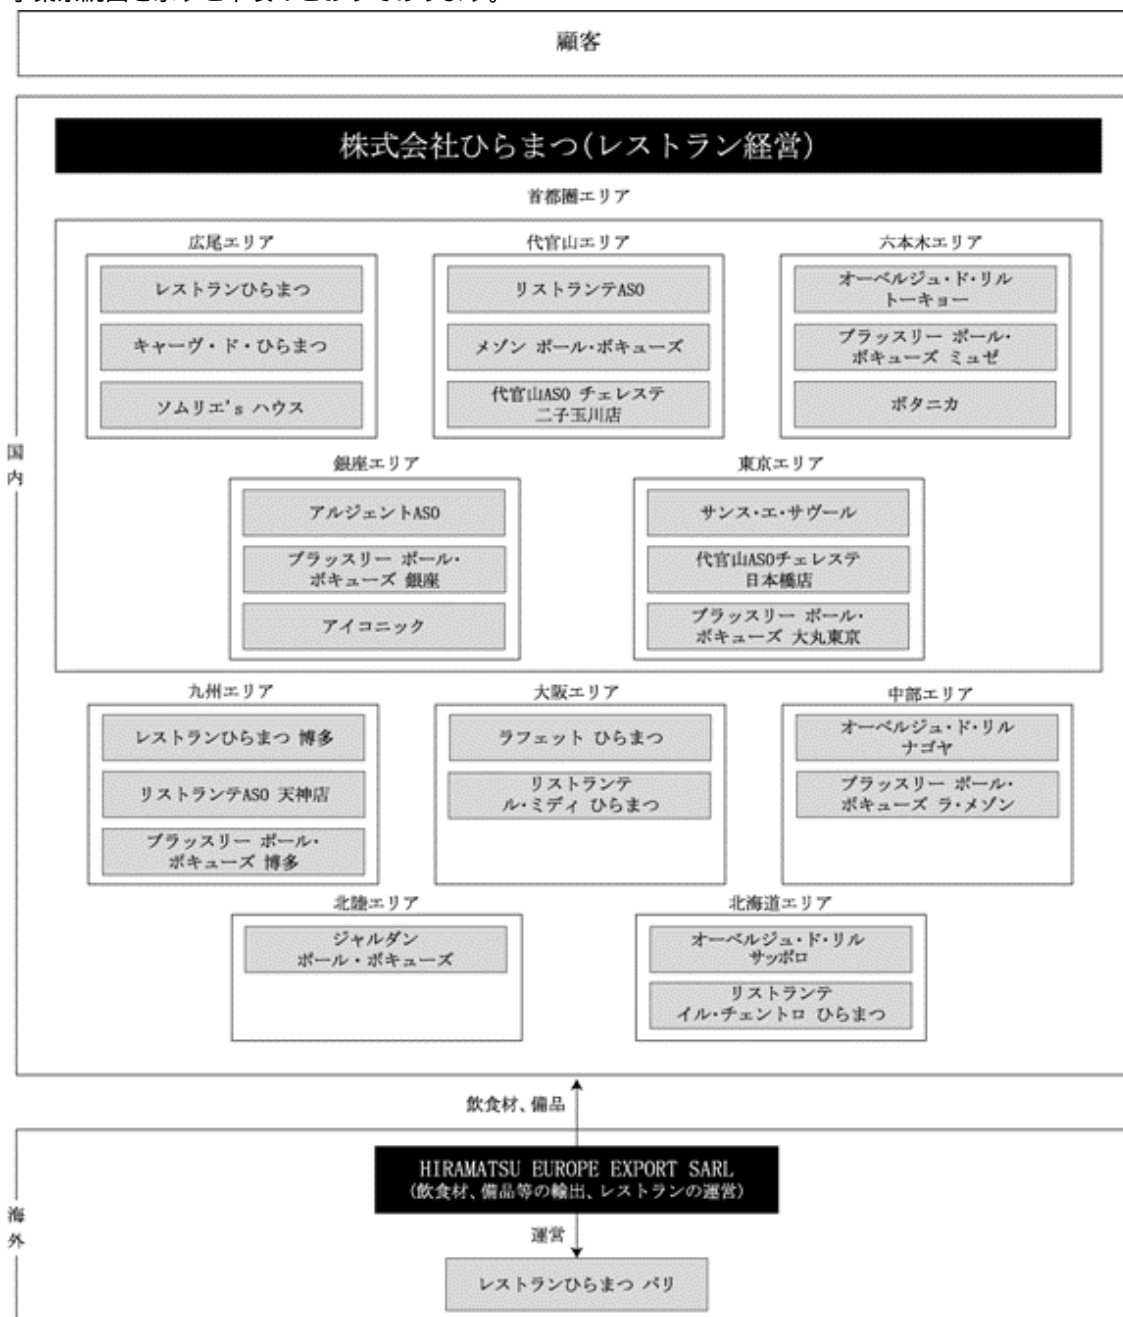 顧客
株式会社ひらまつ(レストラン経営)
首都圏エリア
広尾エリア
レストランひらまつ
キャーヴ・ド・ひらまつ
ソムリエ's ハウス
代官山エリア
リストランテASO
メゾン ポール・ボキューズ
代官山ASO チェレステ
二子玉川店
六本木エリア
オーベルジュ・ド・リル
トーキョー
ブラッスリー ポール・
ボキューズ ミュゼ
ボタニカ
銀座エリア
アルジェントASO
ブラッスリー ポール・
ボキューズ 銀座
アイコニック
東京エリア
サンス・エ・サヴール
代官山ASOチェレステ
日本橋店
ブラッスリー ポール・
ボキューズ 大丸東京
国内
九州エリア
レストランひらまつ 博多
リストランテASO 天神店
ブラッスリー ポール・
ボキューズ 博多
大阪エリア
ラフェット ひらまつ
リストランテ
ル・ミディ ひらまつ
中部エリア
オーベルジュ・ド・リル
ナゴヤ
ブラッスリー ポール・
ボキューズ ラ・メゾン
北陸エリア
ジャルダン
ポール・ボキューズ
北海道エリア
オーベルジュ・ド・リル
サッポロ
リストランテ
イル・チェントロ ひらまつ
飲食材、備品
HIRAMATSU EUROPE EXPORT SARL
(飲食材、備品等の輸出、レストランの運営)
海外
運営
レストランひらまつ パリ